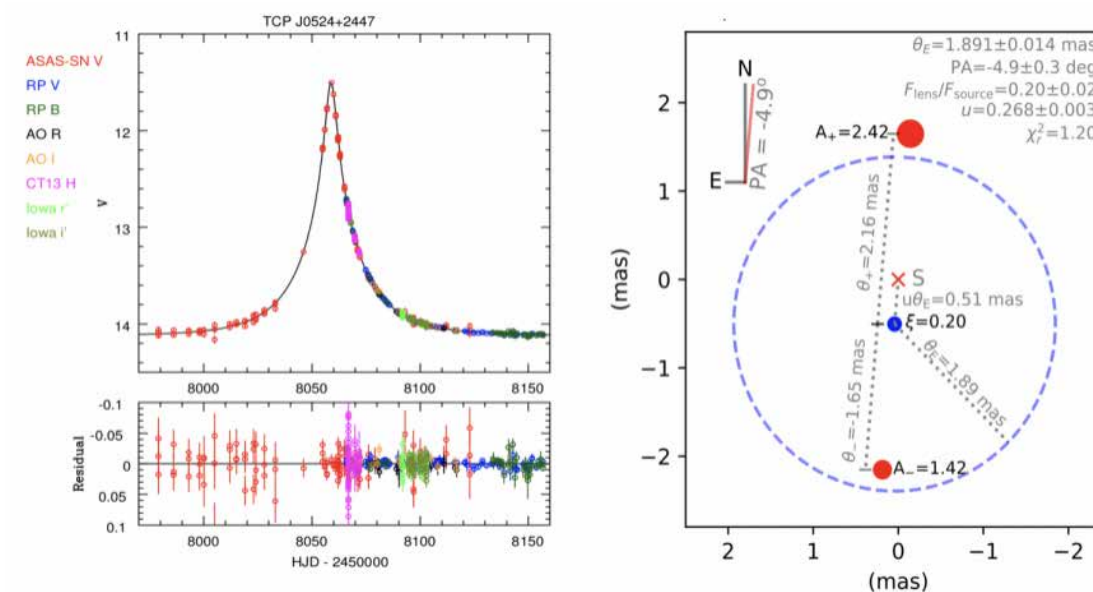 TCP J0524+2447
ASAS-SN V
RP V
RP B
AO R
AO I
CT13 H
Iowa r'
Iowa i'
11
12
13
14
V
8000
8050
8100
8150
-0.1
-0.05
0
0.05
0.1
Residual
8000
8050
8100
8150
HJD - 2450000
θE=1.891±0.014 mas
PA=-4.9±0.3 deg
Flens/Fsource=0.20±0.02
u=0.268±0.003
χr²=1.20
N
E
PA = -4.9°
A+=2.42
θ+=2.16 mas
S
uθE=0.51 mas
ξ=0.20
θE=1.89 mas
θ−=-1.65 mas
A−=1.42
2
1
0
−1
−2
(mas)
2
1
0
−1
−2
(mas)